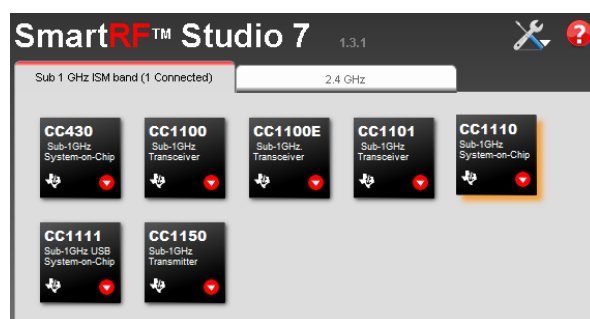 SmartRF™ Studio 7 1.3.1
?
Sub 1 GHz ISM band (1 Connected)
2.4 GHz
CC430
Sub-1GHz
System-on-Chip
CC1100
Sub-1GHz
Transceiver
CC1100E
Sub-1GHz.
Transceiver
CC1101
Sub-1GHz
Transceiver
CC1110
Sub-1GHz
System-on-Chip
CC1111
Sub-1GHz USB
System-on-Chip
CC1150
Sub-1GHz
Transmitter